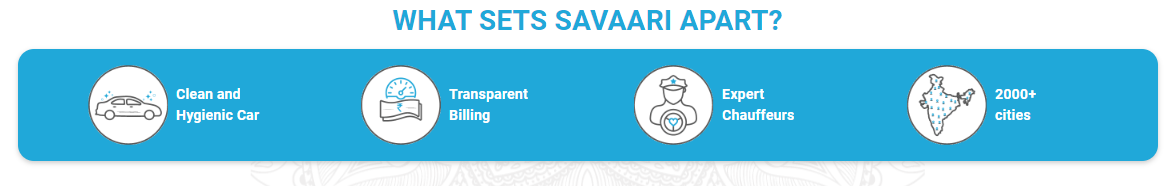 WHAT SETS SAVAARI APART?
Clean and
Hygienic Car
Transparent
Billing
₹
Expert
Chauffeurs
2000+
cities